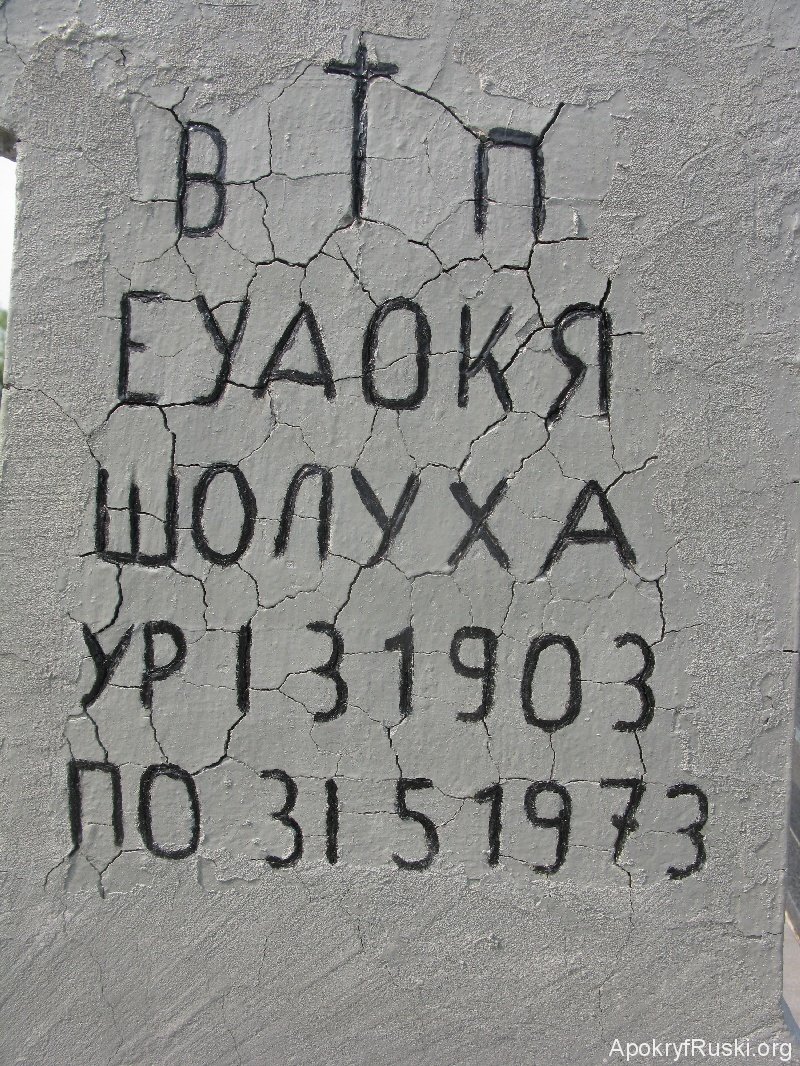 В † П
ЕУДОКЯ
ШОЛУХА
УР 1 3 1903
ПО 31 5 1973
ApokryfRuski.org